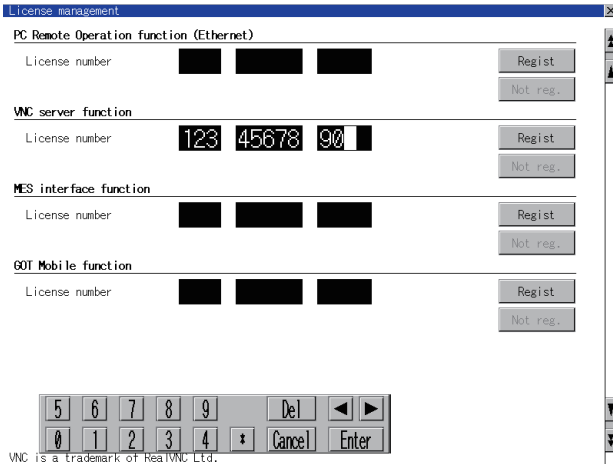 License management
PC Remote Operation function (Ethernet)
License number Regist
Not reg.
VNC server function
License number 123 45678 90 Regist
Not reg.
MES interface function
License number Regist
Not reg.
GOT Mobile function
License number Regist
Not reg.
5 6 7 8 9 Del ◀ ▶
0 1 2 3 4 * Cancel Enter
VNC is a trademark of RealVNC Ltd.